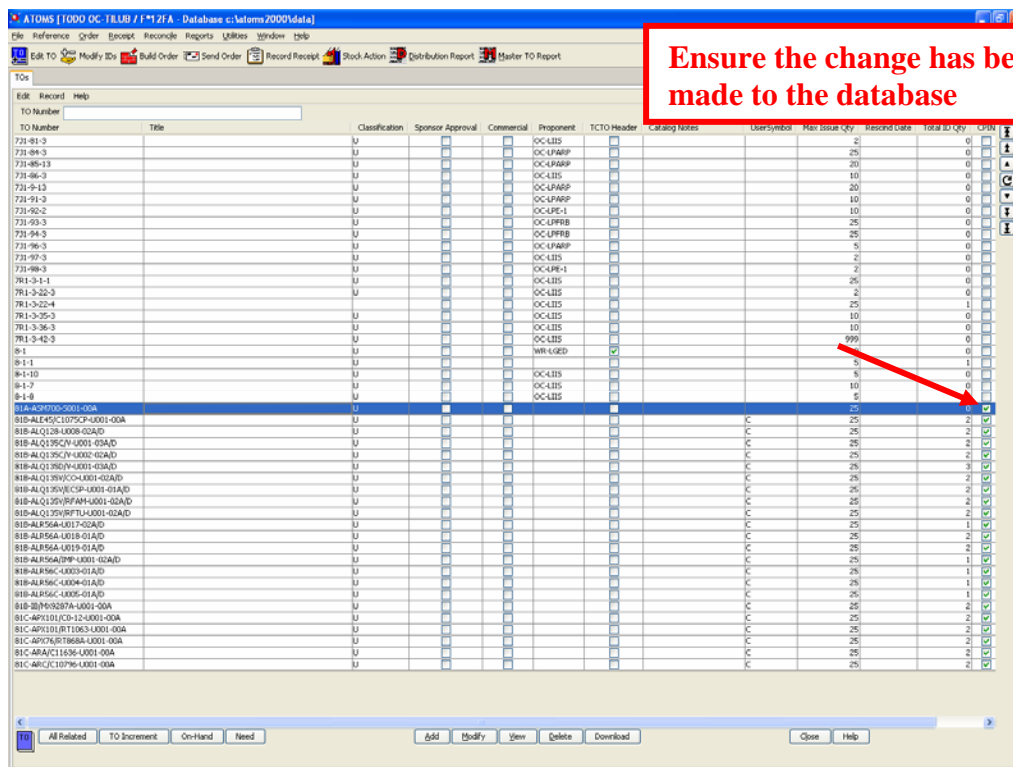 ATOMS [TODO OC-TILUB / F*12FA - Database c:\atoms2000\data]
File Reference Order Receipt Reconcile Reports Utilities Window Help
Edit TO Modify IDs Build Order Send Order Record Receipt Stock Action Distribution Report Master TO Report
Ensure the change has be
made to the database
TOs
Edit Record Help
TO Number
TO Number Title Classification Sponsor Approval Commercial Proponent TCTO Header Catalog Notes UserSymbol Max Issue Qty Rescind Date Total ID Qty CPIN
7J1-81-3 U OC-LIIS 2 0
7J1-84-3 U OC-LPARP 25 0
7J1-85-13 U OC-LPARP 20 0
7J1-86-3 U OC-LIIS 10 0
7J1-9-13 U OC-LPARP 20 0
7J1-91-3 U OC-LPARP 10 0
7J1-92-2 U OC-LPE-1 10 0
7J1-93-3 U OC-LPFRB 25 0
7J1-94-3 U OC-LPFRB 25 0
7J1-96-3 U OC-LPARP 5 0
7J1-97-3 U OC-LIIS 2 0
7J1-98-3 U OC-LPE-1 2 0
7R1-3-1-1 U OC-LIIS 25 0
7R1-3-22-3 U OC-LIIS 2 0
7R1-3-22-4 OC-LIIS 25 1
7R1-3-35-3 U OC-LIIS 10 0
7R1-3-36-3 U OC-LIIS 10 0
7R1-3-42-3 U OC-LIIS 999 0
8-1 U WR-LGED 0
8-1-1 U 5 1
8-1-10 U OC-LIIS 5 0
8-1-7 U OC-LIIS 10 0
8-1-8 U OC-LIIS 5
81A-ASM700-S001-00A U 25 0
81B-ALE45/C1075CP-U001-00A U C 25 2
81B-ALQ128-U008-02A/D U C 25 2
81B-ALQ135C/V-U001-03A/D U C 25 2
81B-ALQ135C/V-U002-02A/D U C 25 2
81B-ALQ135D/V-U001-03A/D U C 25 3
81B-ALQ135V/CO-U001-02A/D U C 25 2
81B-ALQ135V/ECSP-U001-01A/D U C 25 2
81B-ALQ135V/RFAM-U001-02A/D U C 25 2
81B-ALQ135V/RFTU-U001-02A/D U C 25 2
81B-ALR56A-U017-02A/D U C 25 1
81B-ALR56A-U018-01A/D U C 25 2
81B-ALR56A-U019-01A/D U C 25 2
81B-ALR56A/IMP-U001-02A/D U C 25 1
81B-ALR56C-U003-01A/D U C 25 1
81B-ALR56C-U004-01A/D U C 25 1
81B-ALR56C-U005-01A/D U C 25 1
81B-IB/MX9287A-U001-00A U C 25 2
81C-APX101/C0-12-U001-00A U C 25 2
81C-APX101/RT1063-U001-00A U C 25 2
81C-APX76/RT868A-U001-00A U C 25 2
81C-ARA/C11636-U001-00A U C 25 2
81C-ARC/C10796-U001-00A U C 25 2
TO All Related TO Increment On-Hand Need Add Modify View Delete Download Close Help